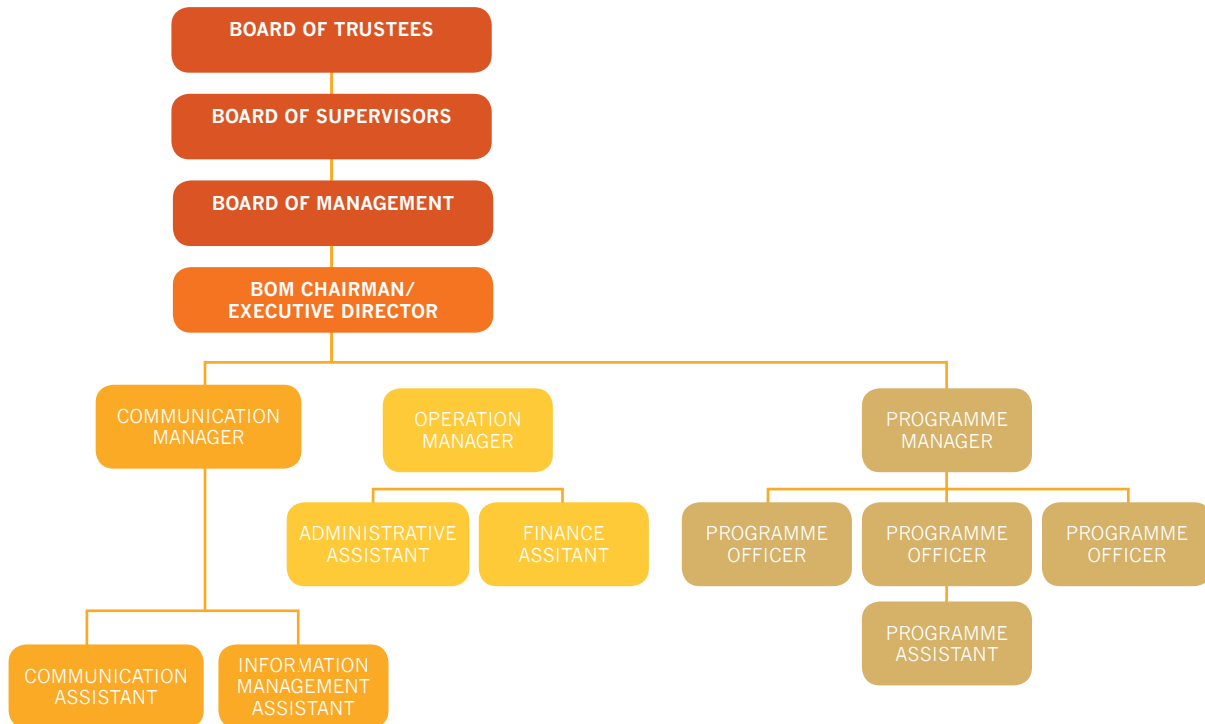 BOARD OF TRUSTEES
BOARD OF SUPERVISORS
BOARD OF MANAGEMENT
BOM CHAIRMAN/
EXECUTIVE DIRECTOR
COMMUNICATION
MANAGER
OPERATION
MANAGER
PROGRAMME
MANAGER
ADMINISTRATIVE
ASSISTANT
FINANCE
ASSITANT
PROGRAMME
OFFICER
PROGRAMME
OFFICER
PROGRAMME
OFFICER
COMMUNICATION
ASSISTANT
INFORMATION
MANAGEMENT
ASSISTANT
PROGRAMME
ASSISTANT